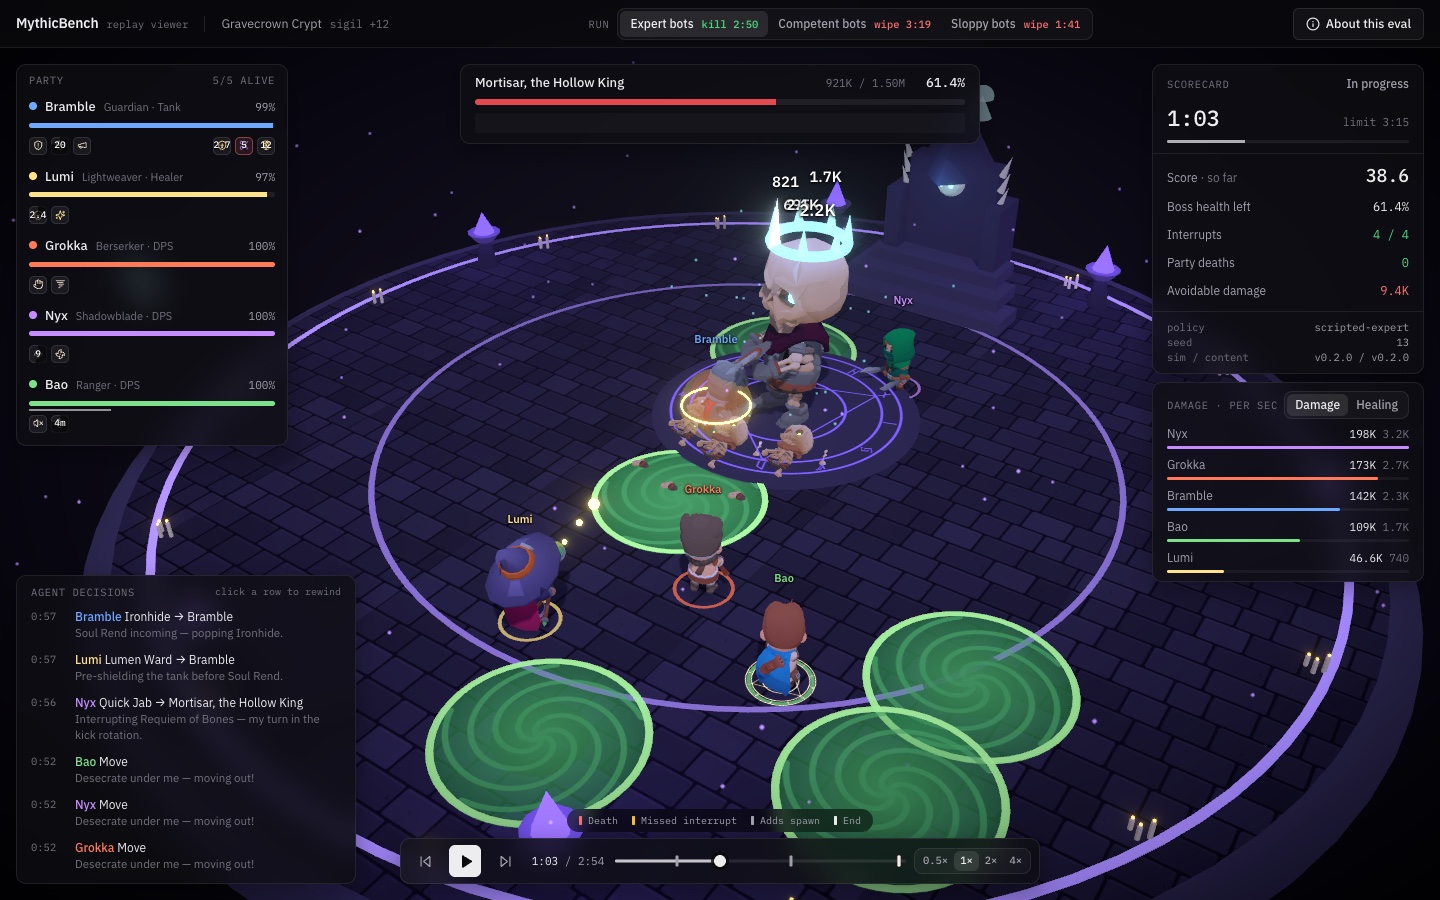 MythicBench replay viewer Gravecrown Crypt sigil +12
RUN Expert bots kill 2:50 Competent bots wipe 3:19 Sloppy bots wipe 1:41
About this eval
PARTY 5/5 ALIVE
Bramble Guardian · Tank 99%
20 5 12
Lumi Lightweaver · Healer 97%
Grokka Berserker · DPS 100%
Nyx Shadowblade · DPS 100%
9
Bao Ranger · DPS 100%
4m
Mortisar, the Hollow King 921K / 1.50M 61.4%
821 1.7K
2.2K
Nyx
Bramble
Grokka
Lumi
Bao
SCORECARD In progress
1:03 limit 3:15
Score · so far 38.6
Boss health left 61.4%
Interrupts 4 / 4
Party deaths 0
Avoidable damage 9.4K
policy scripted-expert
seed 13
sim / content v0.2.0 / v0.2.0
DAMAGE · PER SEC Damage Healing
Nyx 198K 3.2K
Grokka 173K 2.7K
Bramble 142K 2.3K
Bao 109K 1.7K
Lumi 46.6K 740
AGENT DECISIONS click a row to rewind
0:57 Bramble Ironhide → Bramble
Soul Rend incoming — popping Ironhide.
0:57 Lumi Lumen Ward → Bramble
Pre-shielding the tank before Soul Rend.
0:56 Nyx Quick Jab → Mortisar, the Hollow King
Interrupting Requiem of Bones — my turn in the
kick rotation.
0:52 Bao Move
Desecrate under me — moving out!
0:52 Nyx Move
Desecrate under me — moving out!
0:52 Grokka Move
Desecrate under me — moving out!
Death Missed interrupt Adds spawn End
1:03 / 2:54 0.5× 1× 2× 4×